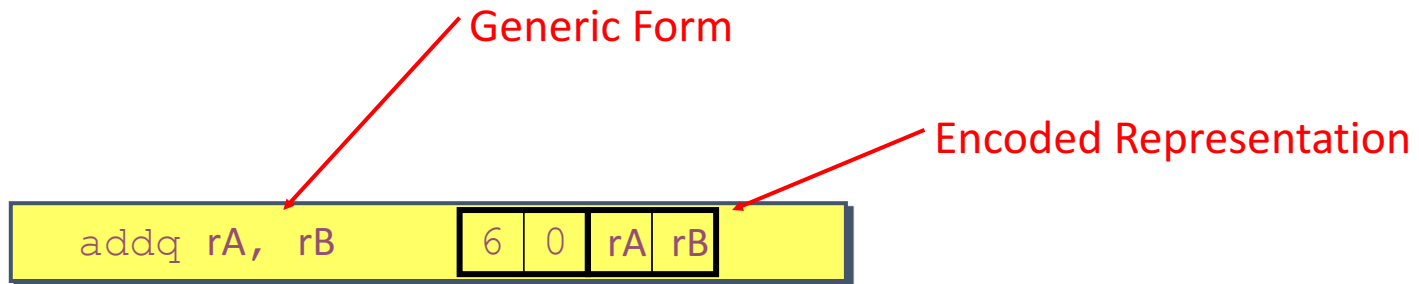 Generic Form
Encoded Representation
addq rA, rB 6 0 rA rB